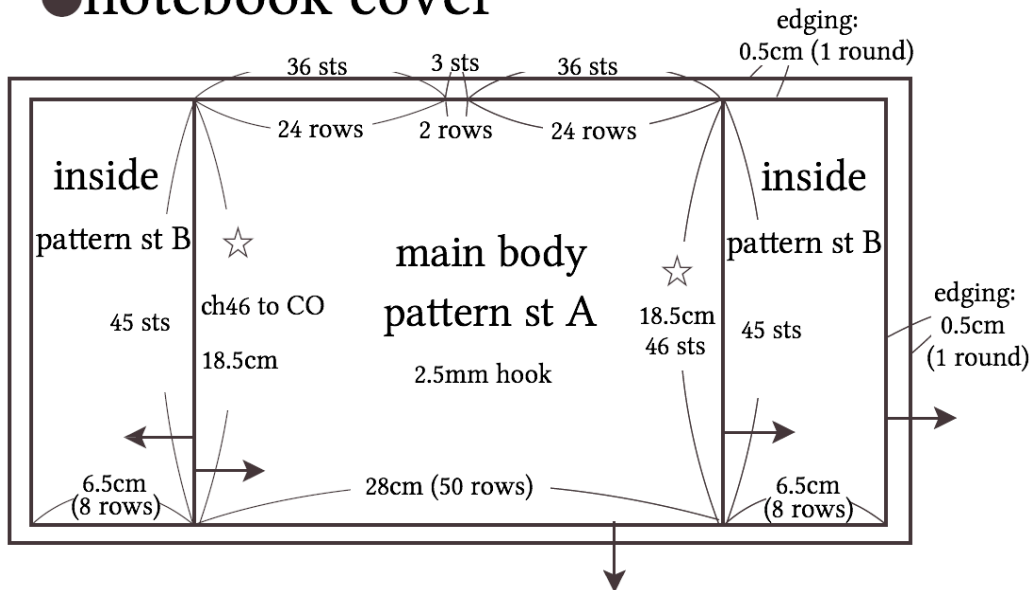 ●notebook cover
edging:
0.5cm (1 round)
36 sts
3 sts
36 sts
24 rows
2 rows
24 rows
inside
pattern st B
45 sts
6.5cm
(8 rows)
☆
ch46 to CO
18.5cm
main body
pattern st A
2.5mm hook
28cm (50 rows)
☆
18.5cm
46 sts
inside
pattern st B
45 sts
6.5cm
(8 rows)
edging:
0.5cm
(1 round)